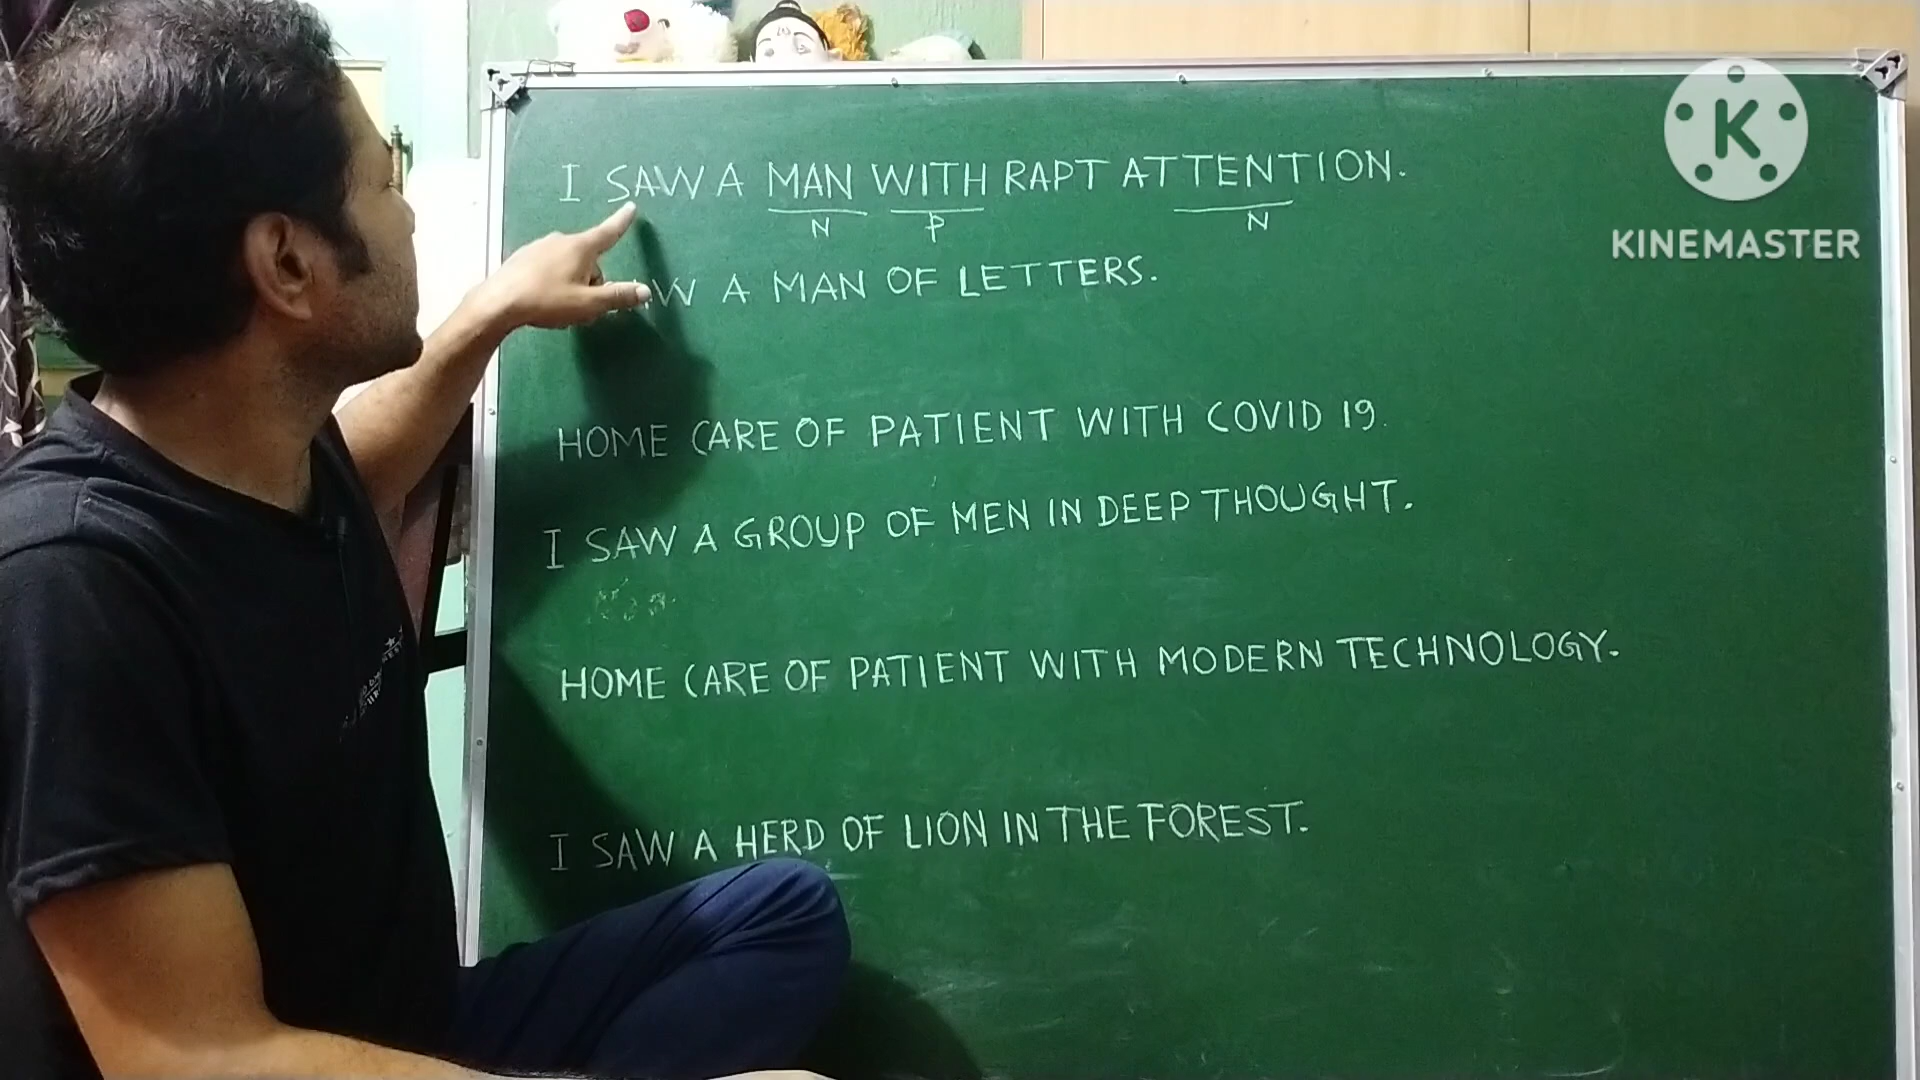 I SAW A MAN WITH RAPT ATTENTION.
N P N
A MAN OF LETTERS.
HOME CARE OF PATIENT WITH COVID 19.
I SAW A GROUP OF MEN IN DEEP THOUGHT.
HOME CARE OF PATIENT WITH MODERN TECHNOLOGY.
I SAW A HERD OF LION IN THE FOREST.
K
KINEMASTER